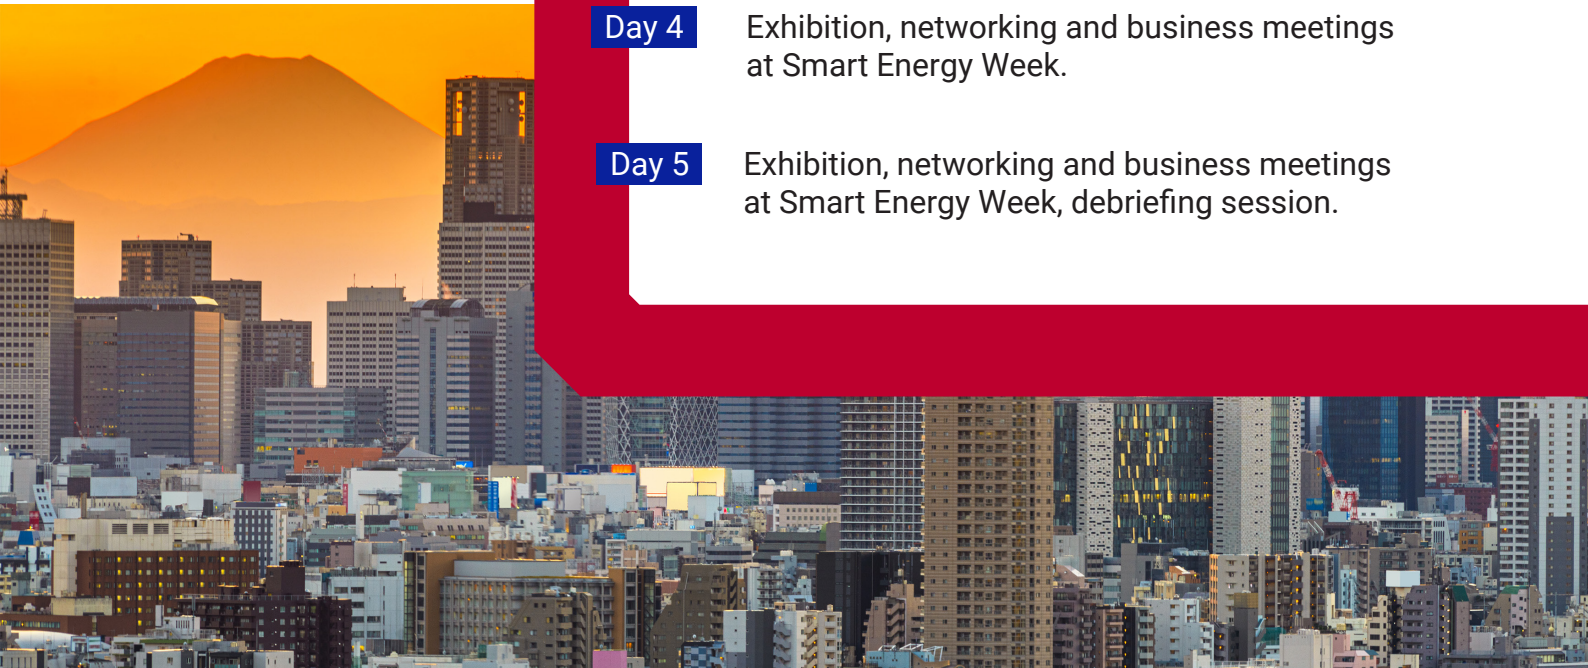 Day 4
Exhibition, networking and business meetings
at Smart Energy Week.
Day 5
Exhibition, networking and business meetings
at Smart Energy Week, debriefing session.